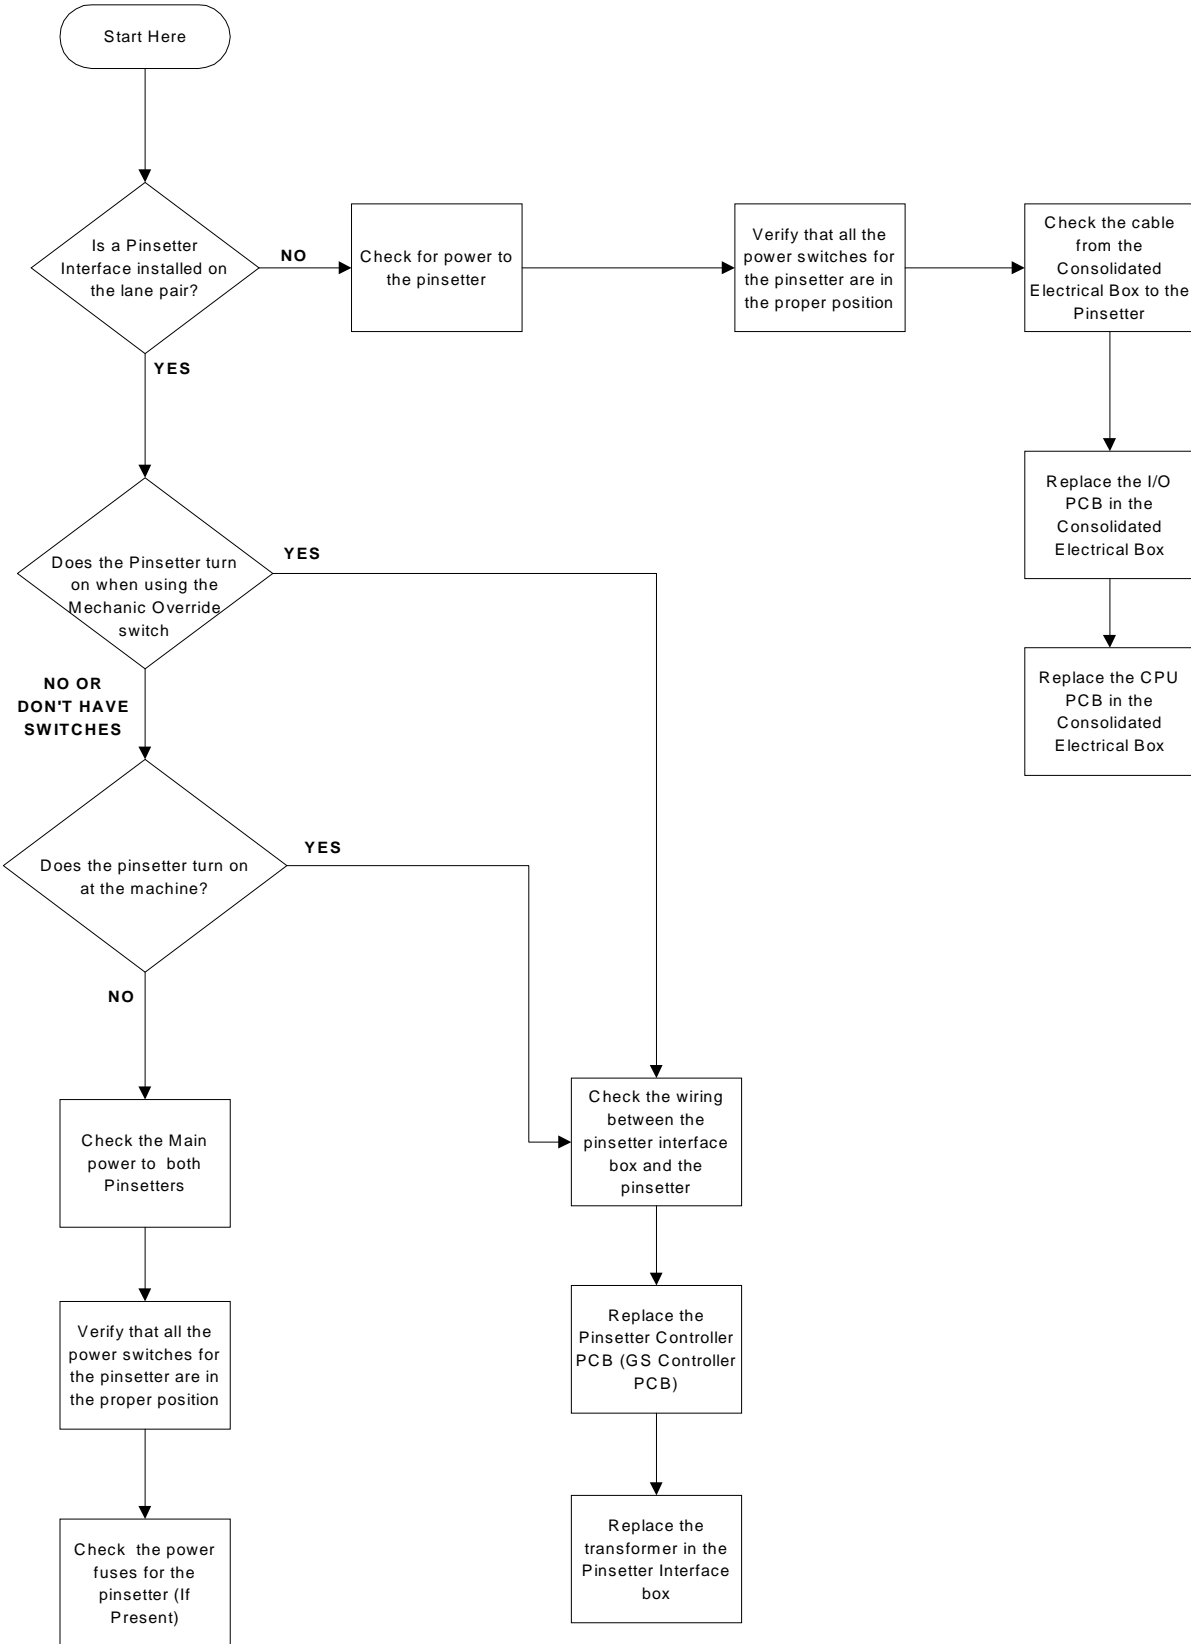 Start Here
Is a Pinsetter
Interface installed on
the lane pair?
NO
Check for power to
the pinsetter
Verify that all the
power switches for
the pinsetter are in
the proper position
Check the cable
from the
Consolidated
Electrical Box to the
Pinsetter
YES
Replace the I/O
PCB in the
Consolidated
Electrical Box
Replace the CPU
PCB in the
Consolidated
Electrical Box
Does the Pinsetter turn
on when using the
Mechanic Override
switch
YES
NO OR
DON'T HAVE
SWITCHES
Does the pinsetter turn on
at the machine?
YES
NO
Check the Main
power to both
Pinsetters
Verify that all the
power switches for
the pinsetter are in
the proper position
Check the power
fuses for the
pinsetter (If
Present)
Check the wiring
between the
pinsetter interface
box and the
pinsetter
Replace the
Pinsetter Controller
PCB (GS Controller
PCB)
Replace the
transformer in the
Pinsetter Interface
box